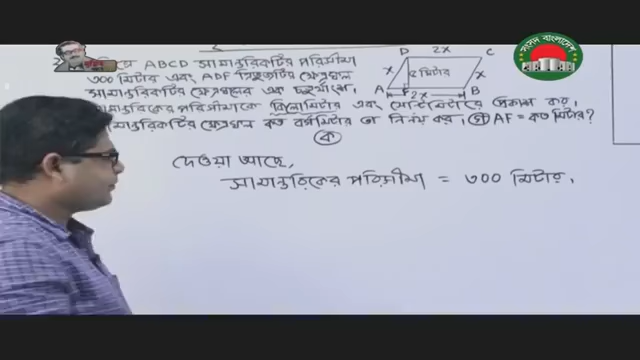 ABCD সামান্তরিকটির পরিসীমা
৩০০ মিটার এবং ADF ত্রিভুজটির ক্ষেত্রফল
সামান্তরিকটির ক্ষেত্রফলের এক
সামান্তরিকের পরিসীমাকে কিলোমিটার এবং সেন্টিমিটারে প্রকাশ কর,
সামান্তরিকটির ক্ষেত্রফল কত বর্গমিটার তা নির্ণয় কর, AF = কত মিটার?
D 2x C
x মিটার x
A F 2x B
ক
দেওয়া আছে,
সামান্তরিকের পরিসীমা = ৩০০ মিটার,
সংসদ বাংলাদেশ